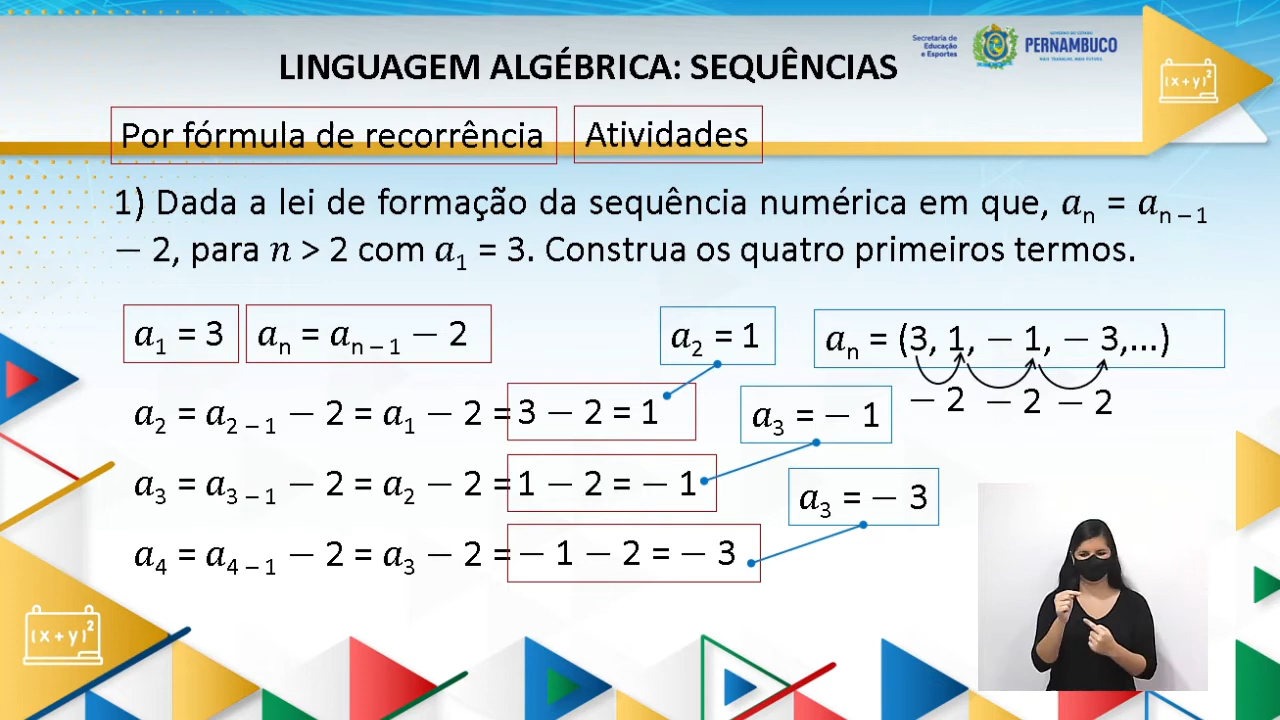 LINGUAGEM ALGÉBRICA: SEQUÊNCIAS
Secretaria de
Educação
e Esportes
GOVERNO DO ESTADO
PERNAMBUCO
MAIS TRABALHO, MAIS FUTURO.
(x+y)²
Por fórmula de recorrência
Atividades
1) Dada a lei de formação da sequência numérica em que, aₙ = aₙ₋₁
− 2, para n > 2 com a₁ = 3. Construa os quatro primeiros termos.
a₁ = 3
aₙ = aₙ₋₁ − 2
a₂ = 1
aₙ = (3, 1, − 1, − 3,...)
− 2 − 2 − 2
a₂ = a₂₋₁ − 2 = a₁ − 2 = 3 − 2 = 1
a₃ = − 1
a₃ = a₃₋₁ − 2 = a₂ − 2 = 1 − 2 = − 1
a₃ = − 3
a₄ = a₄₋₁ − 2 = a₃ − 2 = − 1 − 2 = − 3
(x+y)²